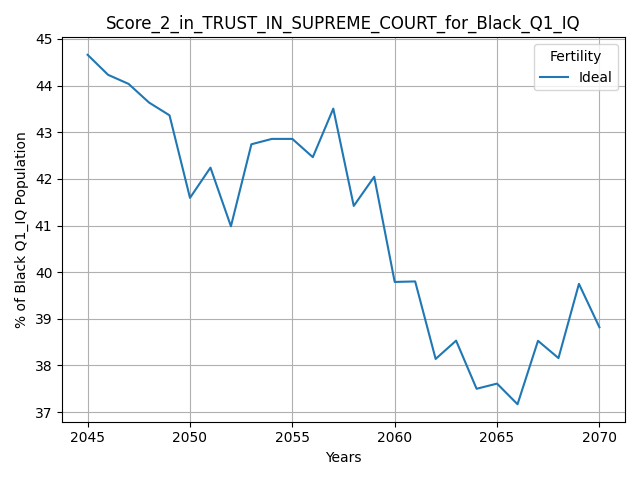 Score_2_in_TRUST_IN_SUPREME_COURT_for_Black_Q1_IQ
Fertility
Ideal
% of Black Q1_IQ Population
45
44
43
42
41
40
39
38
37
2045 2050 2055 2060 2065 2070
Years